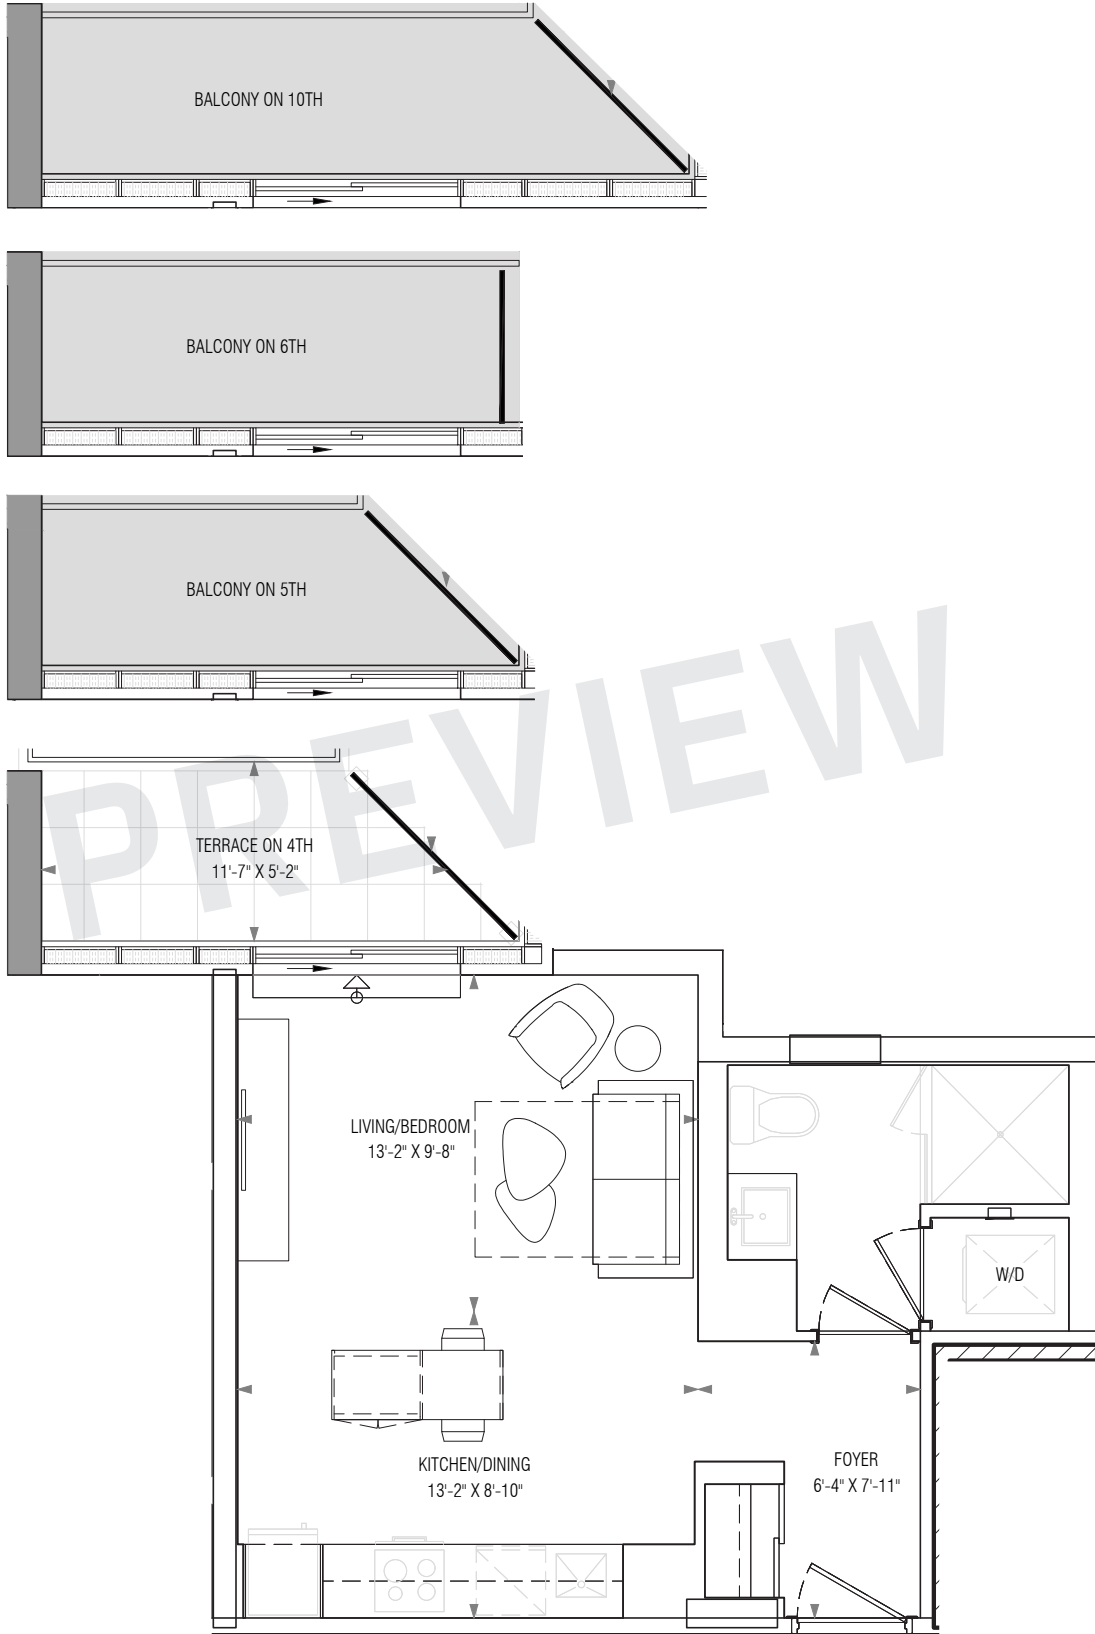 BALCONY ON 10TH
BALCONY ON 6TH
BALCONY ON 5TH
PREVIEW
TERRACE ON 4TH
11'-7" X 5'-2"
LIVING/BEDROOM
13'-2" X 9'-8"
W/D
KITCHEN/DINING
13'-2" X 8'-10"
FOYER
6'-4" X 7'-11"